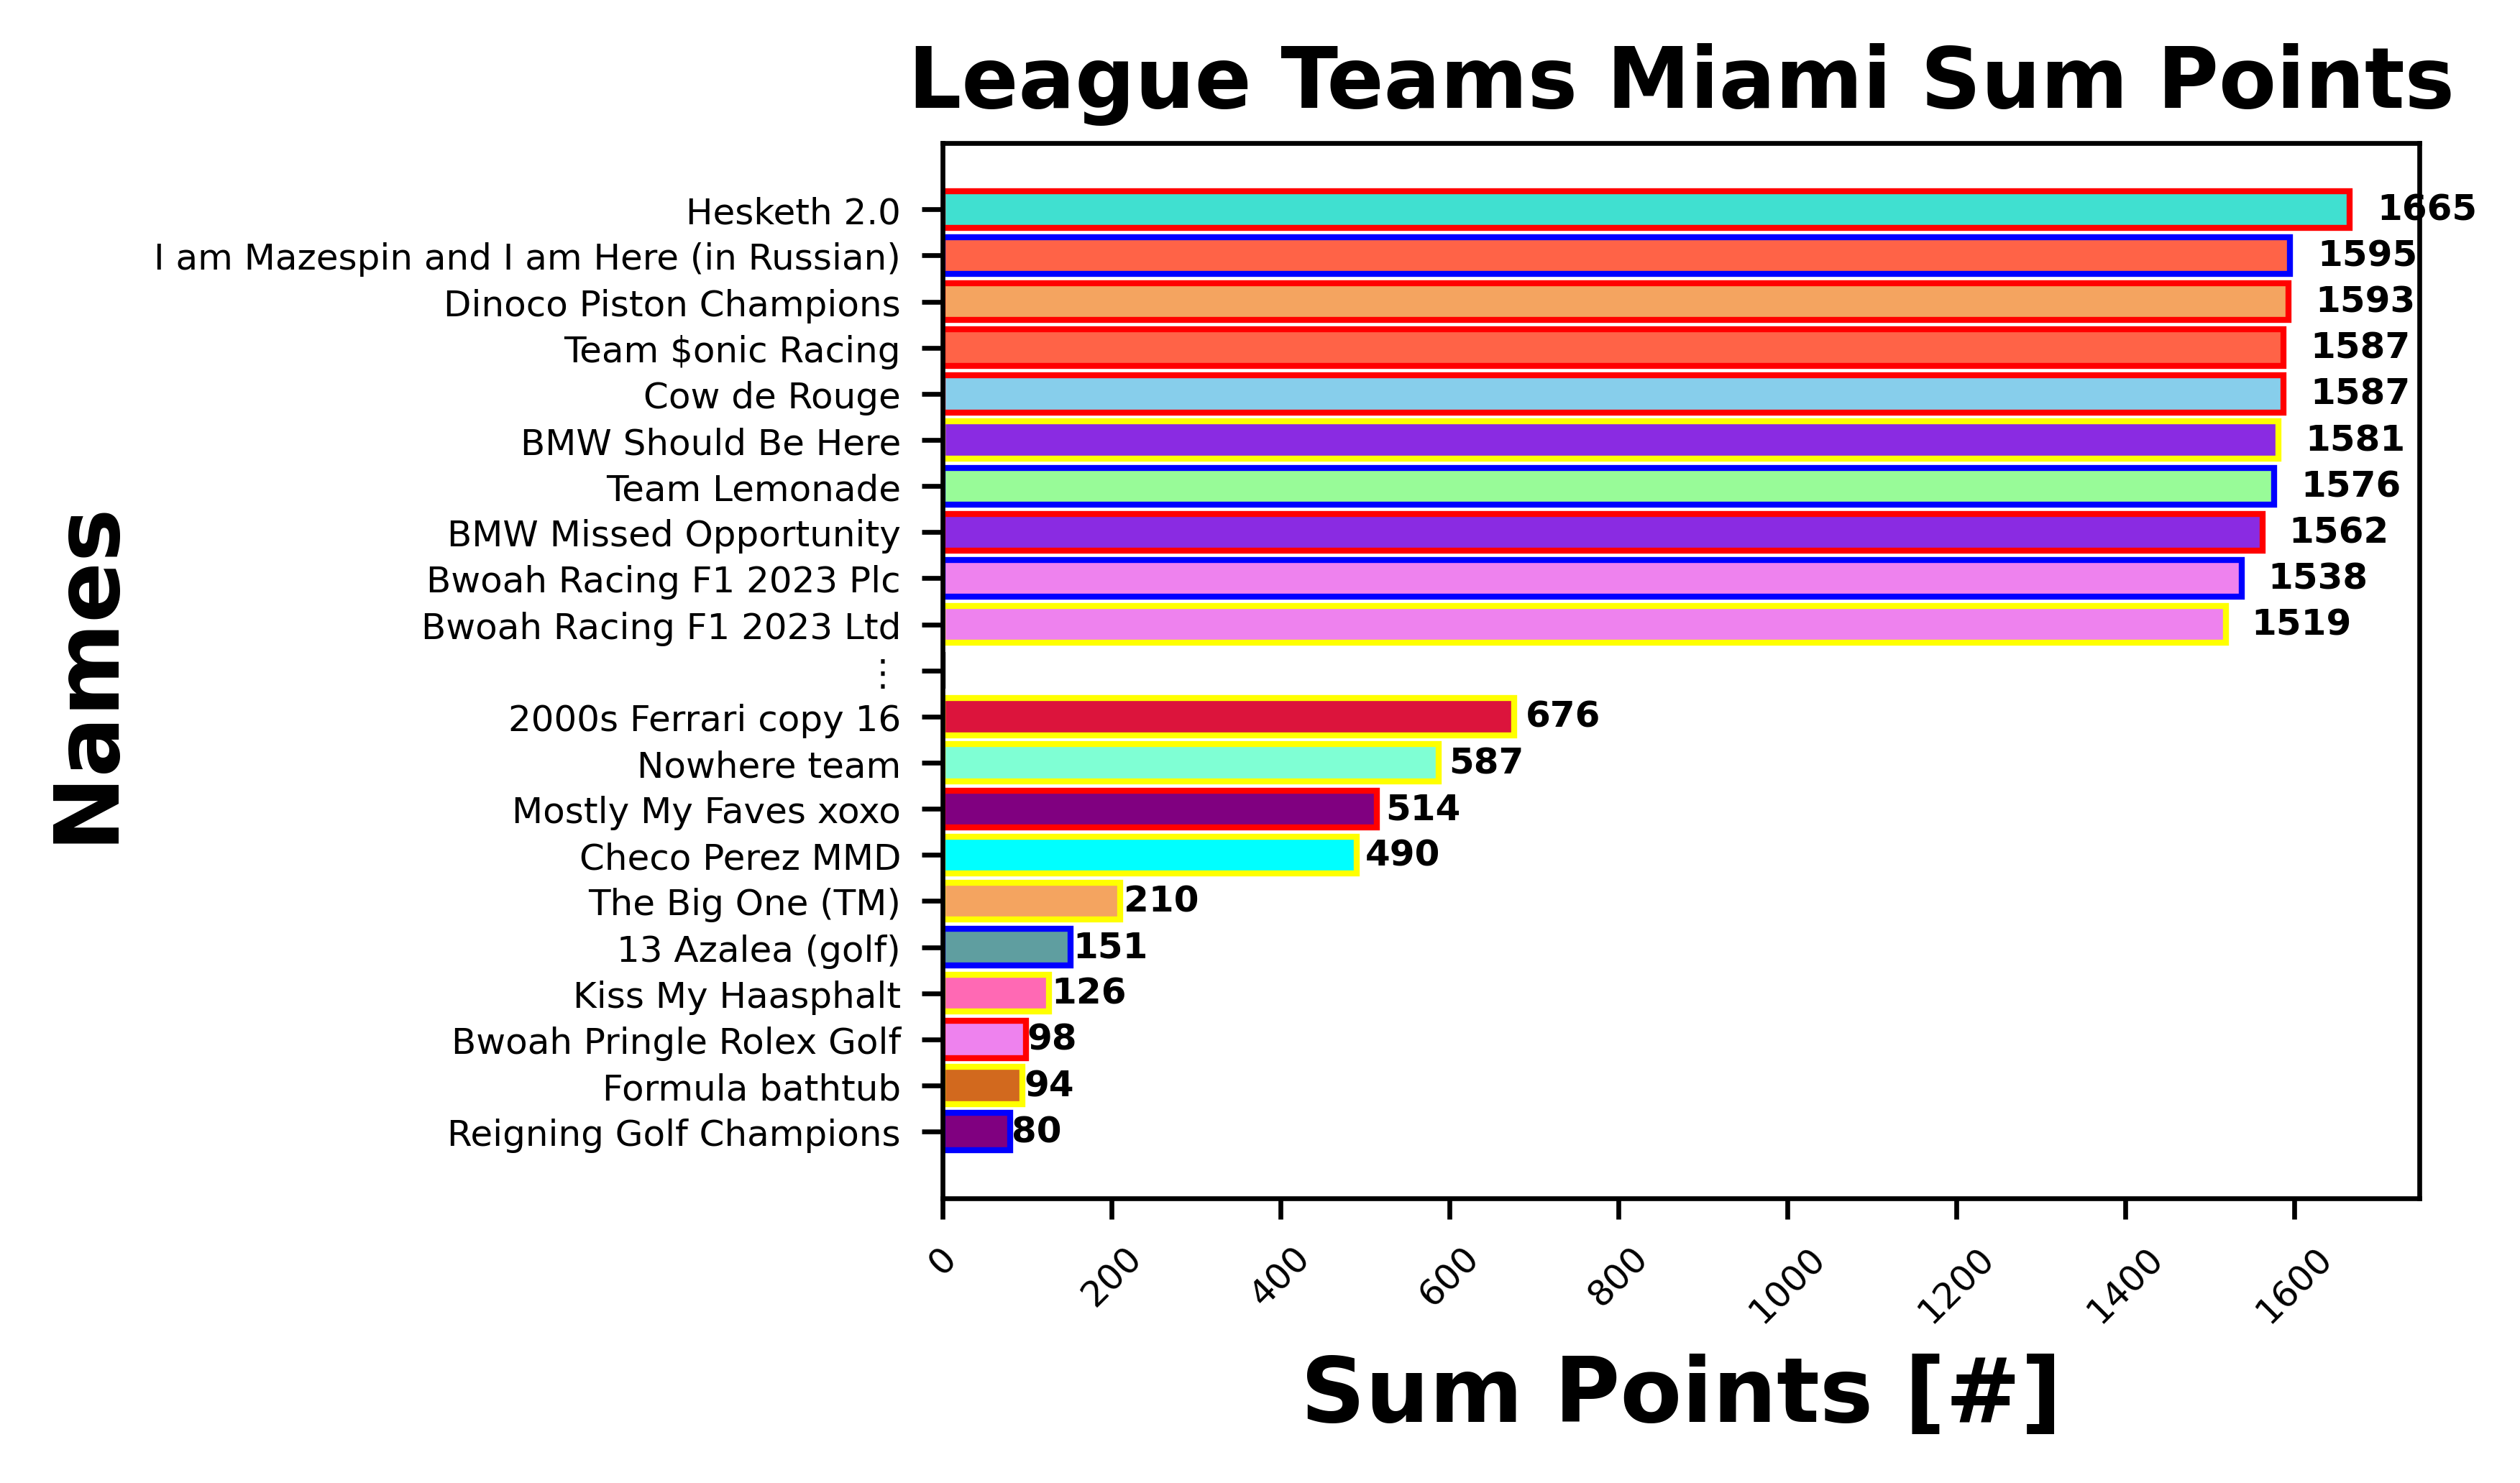 League Teams Miami Sum Points
Names
Hesketh 2.0 1665
I am Mazespin and I am Here (in Russian) 1595
Dinoco Piston Champions 1593
Team $onic Racing 1587
Cow de Rouge 1587
BMW Should Be Here 1581
Team Lemonade 1576
BMW Missed Opportunity 1562
Bwoah Racing F1 2023 Plc 1538
Bwoah Racing F1 2023 Ltd 1519
⋮
2000s Ferrari copy 16 676
Nowhere team 587
Mostly My Faves xoxo 514
Checo Perez MMD 490
The Big One (TM) 210
13 Azalea (golf) 151
Kiss My Haasphalt 126
Bwoah Pringle Rolex Golf 98
Formula bathtub 94
Reigning Golf Champions 80
0 200 400 600 800 1000 1200 1400 1600
Sum Points [#]